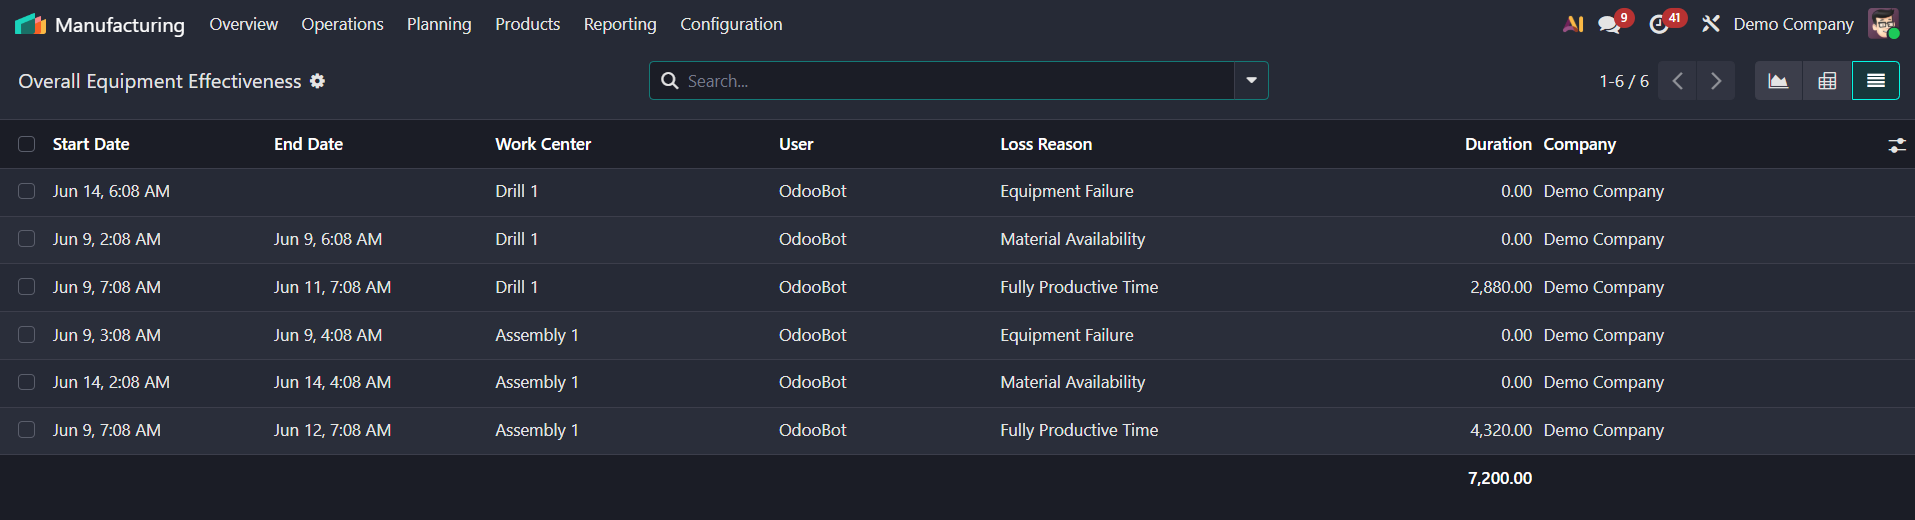 Manufacturing Overview Operations Planning Products Reporting Configuration AI 9 41 Demo Company
Overall Equipment Effectiveness Search... 1-6 / 6
Start Date End Date Work Center User Loss Reason Duration Company
Jun 14, 6:08 AM Drill 1 OdooBot Equipment Failure 0.00 Demo Company
Jun 9, 2:08 AM Jun 9, 6:08 AM Drill 1 OdooBot Material Availability 0.00 Demo Company
Jun 9, 7:08 AM Jun 11, 7:08 AM Drill 1 OdooBot Fully Productive Time 2,880.00 Demo Company
Jun 9, 3:08 AM Jun 9, 4:08 AM Assembly 1 OdooBot Equipment Failure 0.00 Demo Company
Jun 14, 2:08 AM Jun 14, 4:08 AM Assembly 1 OdooBot Material Availability 0.00 Demo Company
Jun 9, 7:08 AM Jun 12, 7:08 AM Assembly 1 OdooBot Fully Productive Time 4,320.00 Demo Company
7,200.00